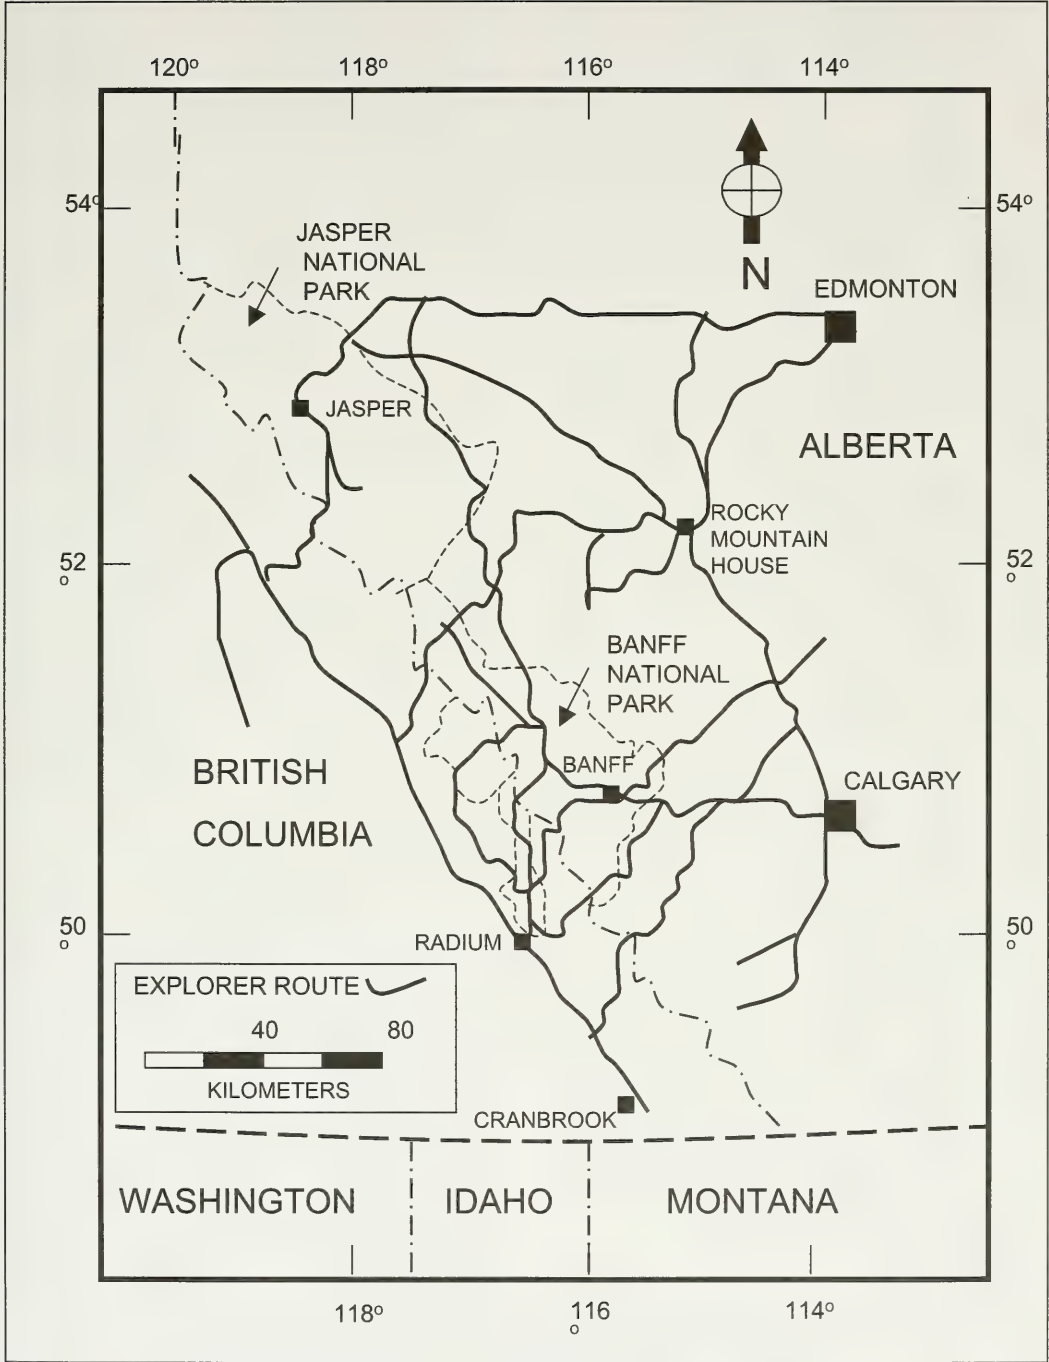 120°
118°
116°
114°
54°
54°
JASPER
NATIONAL
PARK
N
EDMONTON
JASPER
ALBERTA
ROCKY
MOUNTAIN
HOUSE
52°
52°
BANFF
NATIONAL
PARK
BANFF
BRITISH
COLUMBIA
CALGARY
50°
50°
RADIUM
EXPLORER ROUTE
40 80
KILOMETERS
CRANBROOK
WASHINGTON
IDAHO
MONTANA
118°
116°
114°